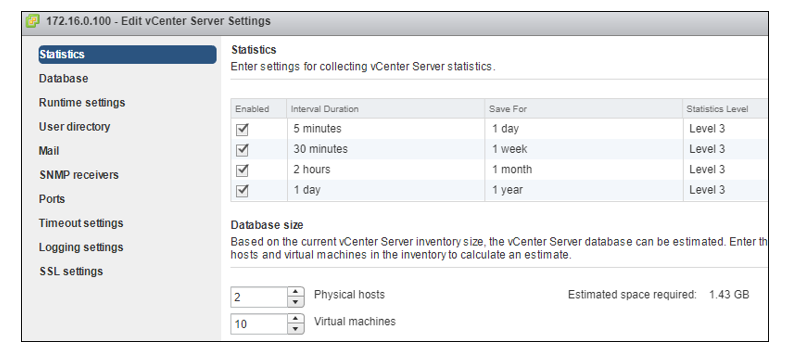 172.16.0.100 - Edit vCenter Server Settings
Statistics
Database
Runtime settings
User directory
Mail
SNMP receivers
Ports
Timeout settings
Logging settings
SSL settings
Statistics
Enter settings for collecting vCenter Server statistics.
Enabled Interval Duration Save For Statistics Level
5 minutes 1 day Level 3
30 minutes 1 week Level 3
2 hours 1 month Level 3
1 day 1 year Level 3
Database size
Based on the current vCenter Server inventory size, the vCenter Server database can be estimated. Enter th
hosts and virtual machines in the inventory to calculate an estimate.
2 Physical hosts Estimated space required: 1.43 GB
10 Virtual machines